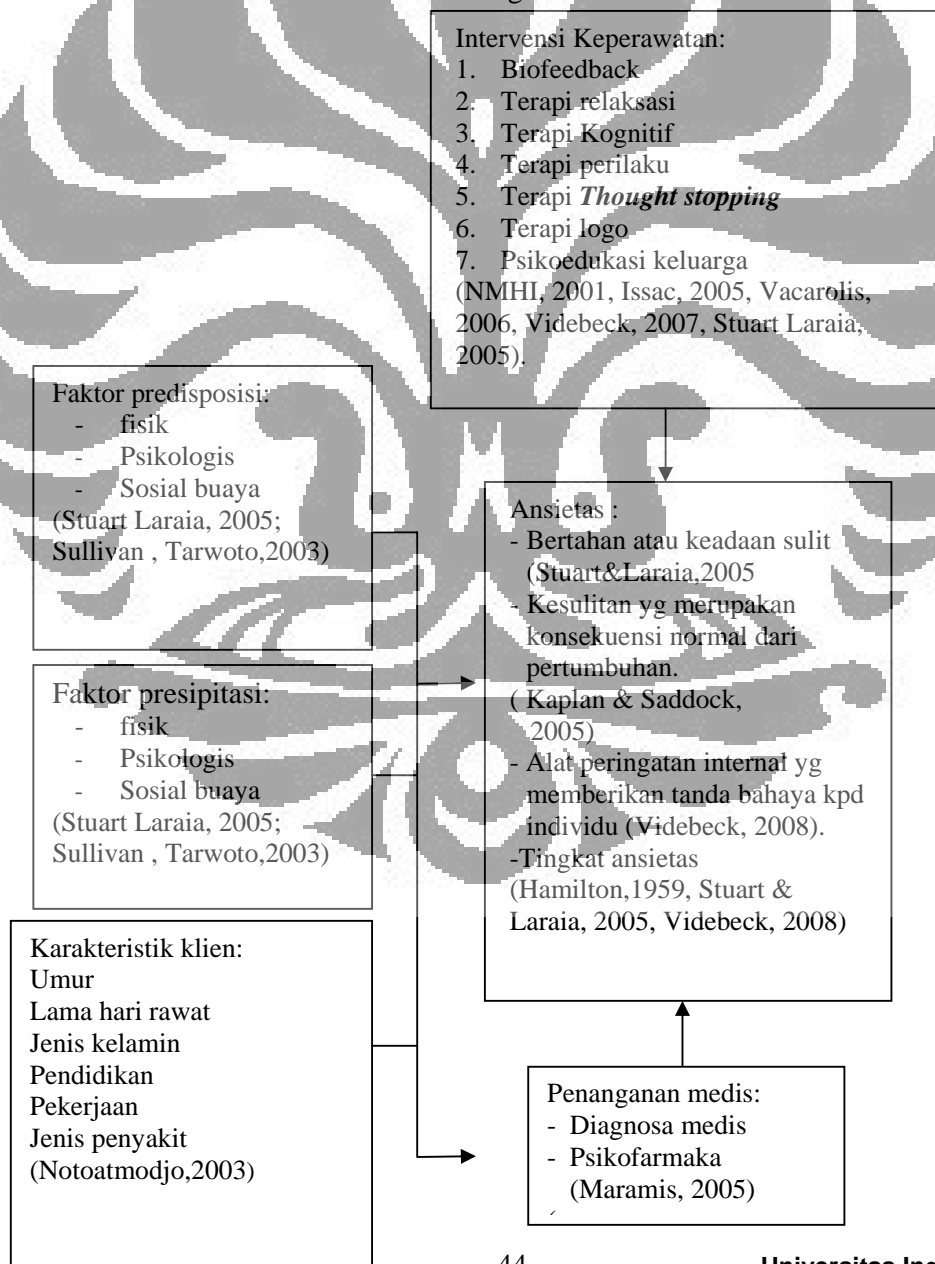 Intervensi Keperawatan:
1. Biofeedback
2. Terapi relaksasi
3. Terapi Kognitif
4. Terapi perilaku
5. Terapi Thought stopping
6. Terapi logo
7. Psikoedukasi keluarga
(NMHI, 2001, Issac, 2005, Vacarolis,
2006, Videbeck, 2007, Stuart Laraia,
2005).
Faktor predisposisi:
- fisik
- Psikologis
- Sosial buaya
(Stuart Laraia, 2005;
Sullivan , Tarwoto,2003)
Faktor presipitasi:
- fisik
- Psikologis
- Sosial buaya
(Stuart Laraia, 2005;
Sullivan , Tarwoto,2003)
Karakteristik klien:
Umur
Lama hari rawat
Jenis kelamin
Pendidikan
Pekerjaan
Jenis penyakit
(Notoatmodjo,2003)
Ansietas :
- Bertahan atau keadaan sulit
(Stuart&Laraia,2005
- Kesulitan yg merupakan
konsekuensi normal dari
pertumbuhan.
( Kaplan & Saddock,
2005)
- Alat peringatan internal yg
memberikan tanda bahaya kpd
individu (Videbeck, 2008).
-Tingkat ansietas
(Hamilton,1959, Stuart &
Laraia, 2005, Videbeck, 2008)
Penanganan medis:
- Diagnosa medis
- Psikofarmaka
(Maramis, 2005)
44
Universitas